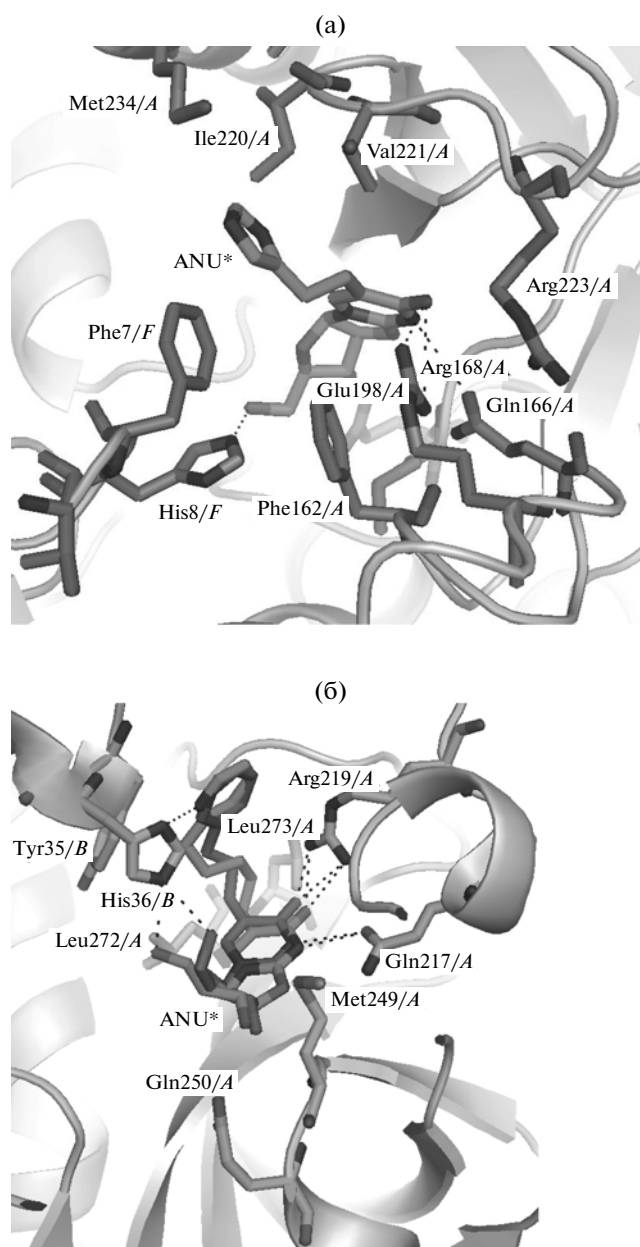 (а)
Met234/A
Ile220/A
Val221/A
ANU*
Arg223/A
Phe7/F
Arg168/A
Glu198/A
Gln166/A
His8/F
Phe162/A
(б)
Arg219/A
Leu273/A
Tyr35/B
His36/B
Leu272/A
Gln217/A
Met249/A
ANU*
Gln250/A